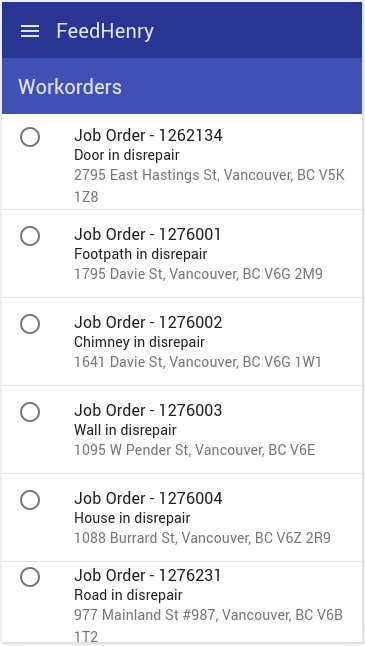 FeedHenry
Workorders
Job Order - 1262134
Door in disrepair
2795 East Hastings St, Vancouver, BC V5K
1Z8
Job Order - 1276001
Footpath in disrepair
1795 Davie St, Vancouver, BC V6G 2M9
Job Order - 1276002
Chimney in disrepair
1641 Davie St, Vancouver, BC V6G 1W1
Job Order - 1276003
Wall in disrepair
1095 W Pender St, Vancouver, BC V6E
Job Order - 1276004
House in disrepair
1088 Burrard St, Vancouver, BC V6Z 2R9
Job Order - 1276231
Road in disrepair
977 Mainland St #987, Vancouver, BC V6B
1T2